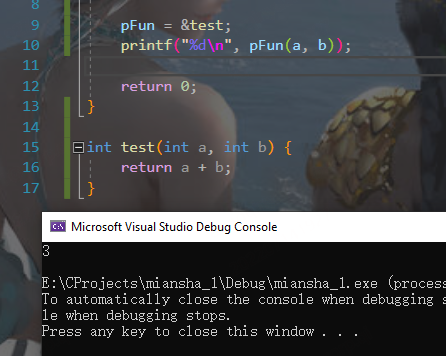 8
9 pFun = &test;
10 printf("%d\n", pFun(a, b));
11
12 return 0;
13 }
14
15 int test(int a, int b) {
16 return a + b;
17 }
Microsoft Visual Studio Debug Console
3
E:\CProjects\miansha_1\Debug\miansha_1.exe (process
To automatically close the console when debugging s
le when debugging stops.
Press any key to close this window . . .